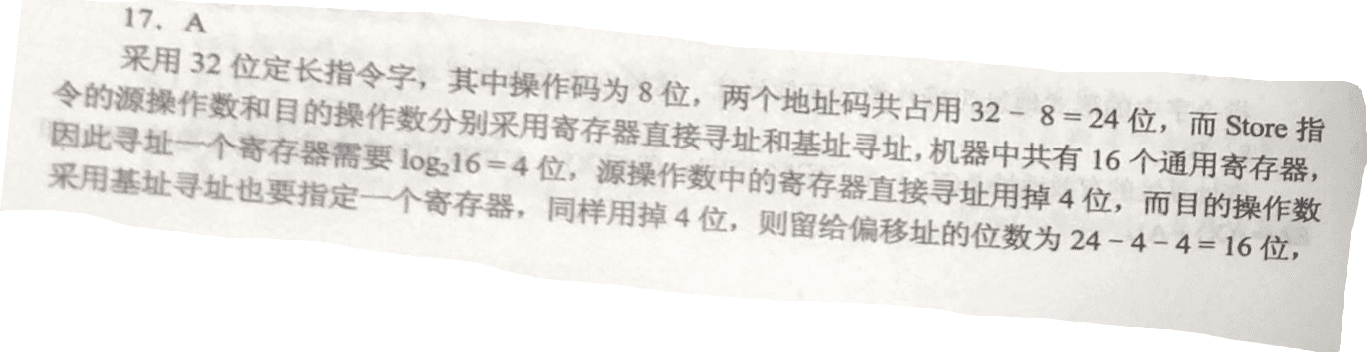 17. A
采用 32 位定长指令字，其中操作码为 8 位，两个地址码共占用 32 - 8 = 24 位，而 Store 指
令的源操作数和目的操作数分别采用寄存器直接寻址和基址寻址，机器中共有 16 个通用寄存器，
因此寻址一个寄存器需要 log₂16 = 4 位，源操作数中的寄存器直接寻址用掉 4 位，而目的操作数
采用基址寻址也要指定一个寄存器，同样用掉 4 位，则留给偏移址的位数为 24 - 4 - 4 = 16 位，